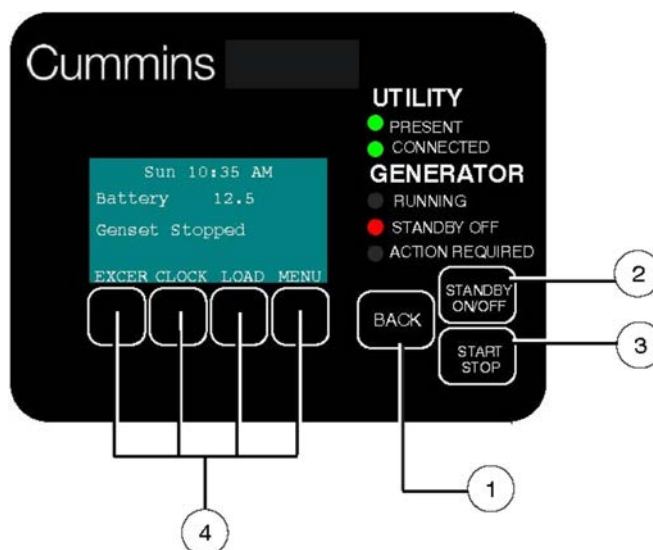 Cummins
UTILITY
PRESENT
CONNECTED
GENERATOR
RUNNING
STANDBY OFF
ACTION REQUIRED
Sun 10:35 AM
Battery 12.5
Genset Stopped
EXCER CLOCK LOAD MENU
BACK
STANDBY
ON/OFF
START
STOP
2
3
1
4